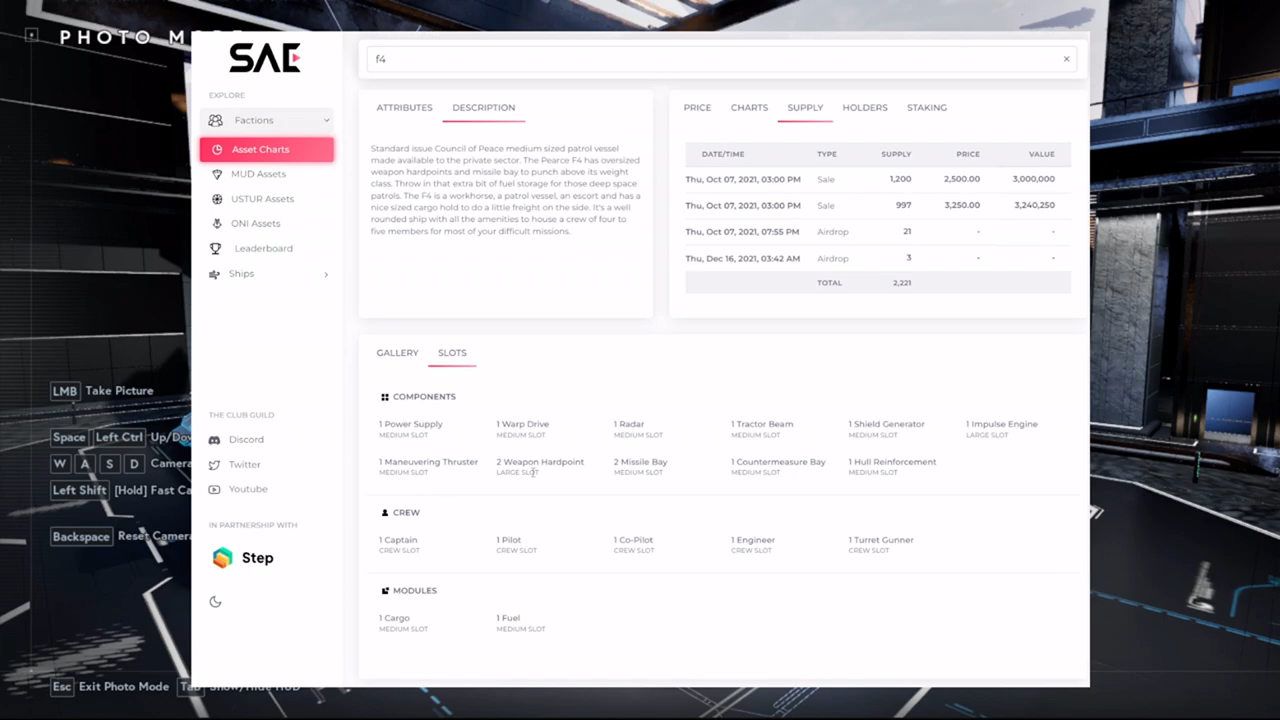 PHOTO MO
SAE
EXPLORE
Factions
Asset Charts
MUD Assets
USTUR Assets
ONI Assets
Leaderboard
Ships
THE CLUB GUILD
Discord
Twitter
Youtube
IN PARTNERSHIP WITH
Step
f4
ATTRIBUTES DESCRIPTION
Standard issue Council of Peace medium sized patrol vessel
made available to the private sector. The Pearce F4 has oversized
weapon hardpoints and missile bay to punch above its weight
class. Throw in that extra bit of fuel storage for those deep space
patrols. The F4 is a workhorse, a patrol vessel, an escort and has a
nice sized cargo hold to do a little freight on the side. It's a well
rounded ship with all the amenities to house a crew of four to
five members for most of your difficult missions.
PRICE CHARTS SUPPLY HOLDERS STAKING
DATE/TIME TYPE SUPPLY PRICE VALUE
Thu, Oct 07, 2021, 03:00 PM Sale 1,200 2,500.00 3,000,000
Thu, Oct 07, 2021, 03:00 PM Sale 997 3,250.00 3,240,250
Thu, Oct 07, 2021, 07:55 PM Airdrop 21 - -
Thu, Dec 16, 2021, 03:42 AM Airdrop 3 - -
TOTAL 2,221
GALLERY SLOTS
COMPONENTS
1 Power Supply 1 Warp Drive 1 Radar 1 Tractor Beam 1 Shield Generator 1 Impulse Engine
MEDIUM SLOT MEDIUM SLOT MEDIUM SLOT MEDIUM SLOT MEDIUM SLOT LARGE SLOT
1 Maneuvering Thruster 2 Weapon Hardpoint 2 Missile Bay 1 Countermeasure Bay 1 Hull Reinforcement
MEDIUM SLOT LARGE SLOT MEDIUM SLOT MEDIUM SLOT MEDIUM SLOT
CREW
1 Captain 1 Pilot 1 Co-Pilot 1 Engineer 1 Turret Gunner
CREW SLOT CREW SLOT CREW SLOT CREW SLOT CREW SLOT
MODULES
1 Cargo 1 Fuel
MEDIUM SLOT MEDIUM SLOT
LMB Take Picture
Space Left Ctrl Up/Dow
W A S D Camera
Left Shift [Hold] Fast Ca
Backspace Reset Camera
Esc Exit Photo Mode Tab Show/Hide HUD